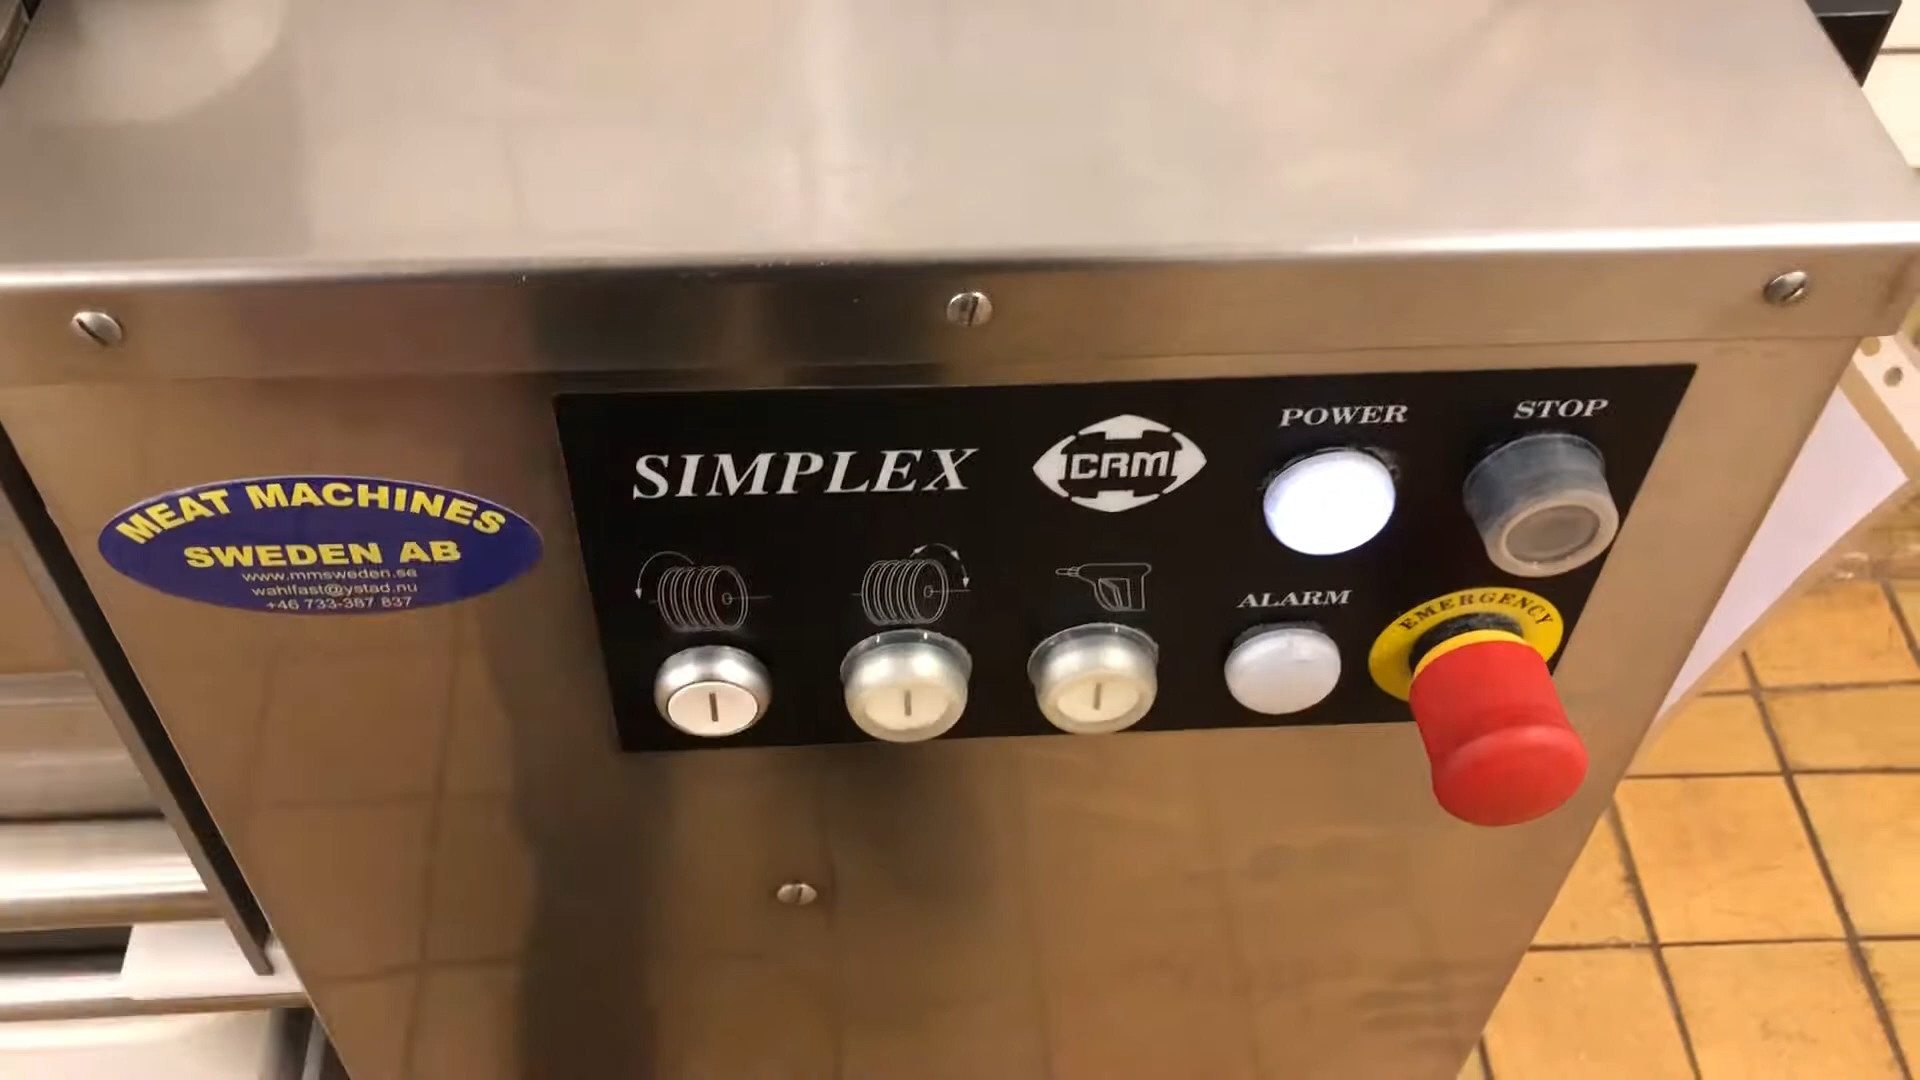 MEAT MACHINES
SWEDEN AB
www.mmsweden.se
wahlfast@ystad.nu
+46 733-387 837
SIMPLEX
CRM
POWER
STOP
ALARM
EMERGENCY